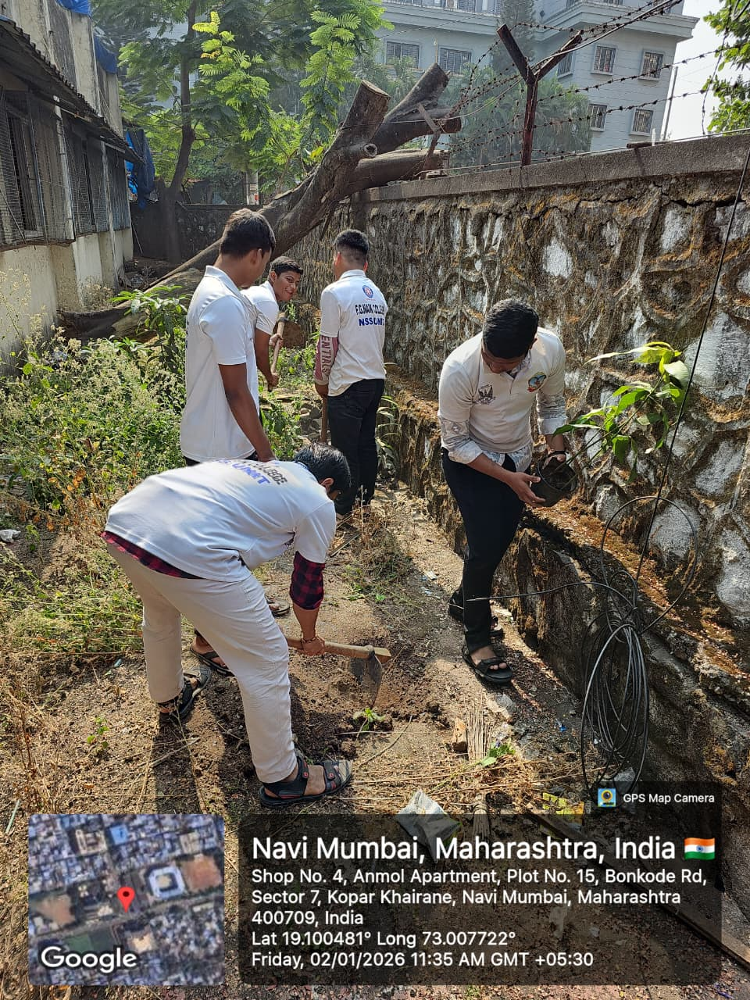 F.G.NAIK COLLEGE
NSS UNIT
GPS Map Camera
Navi Mumbai, Maharashtra, India
Shop No. 4, Anmol Apartment, Plot No. 15, Bonkode Rd,
Sector 7, Kopar Khairane, Navi Mumbai, Maharashtra
400709, India
Lat 19.100481° Long 73.007722°
Friday, 02/01/2026 11:35 AM GMT +05:30
Google